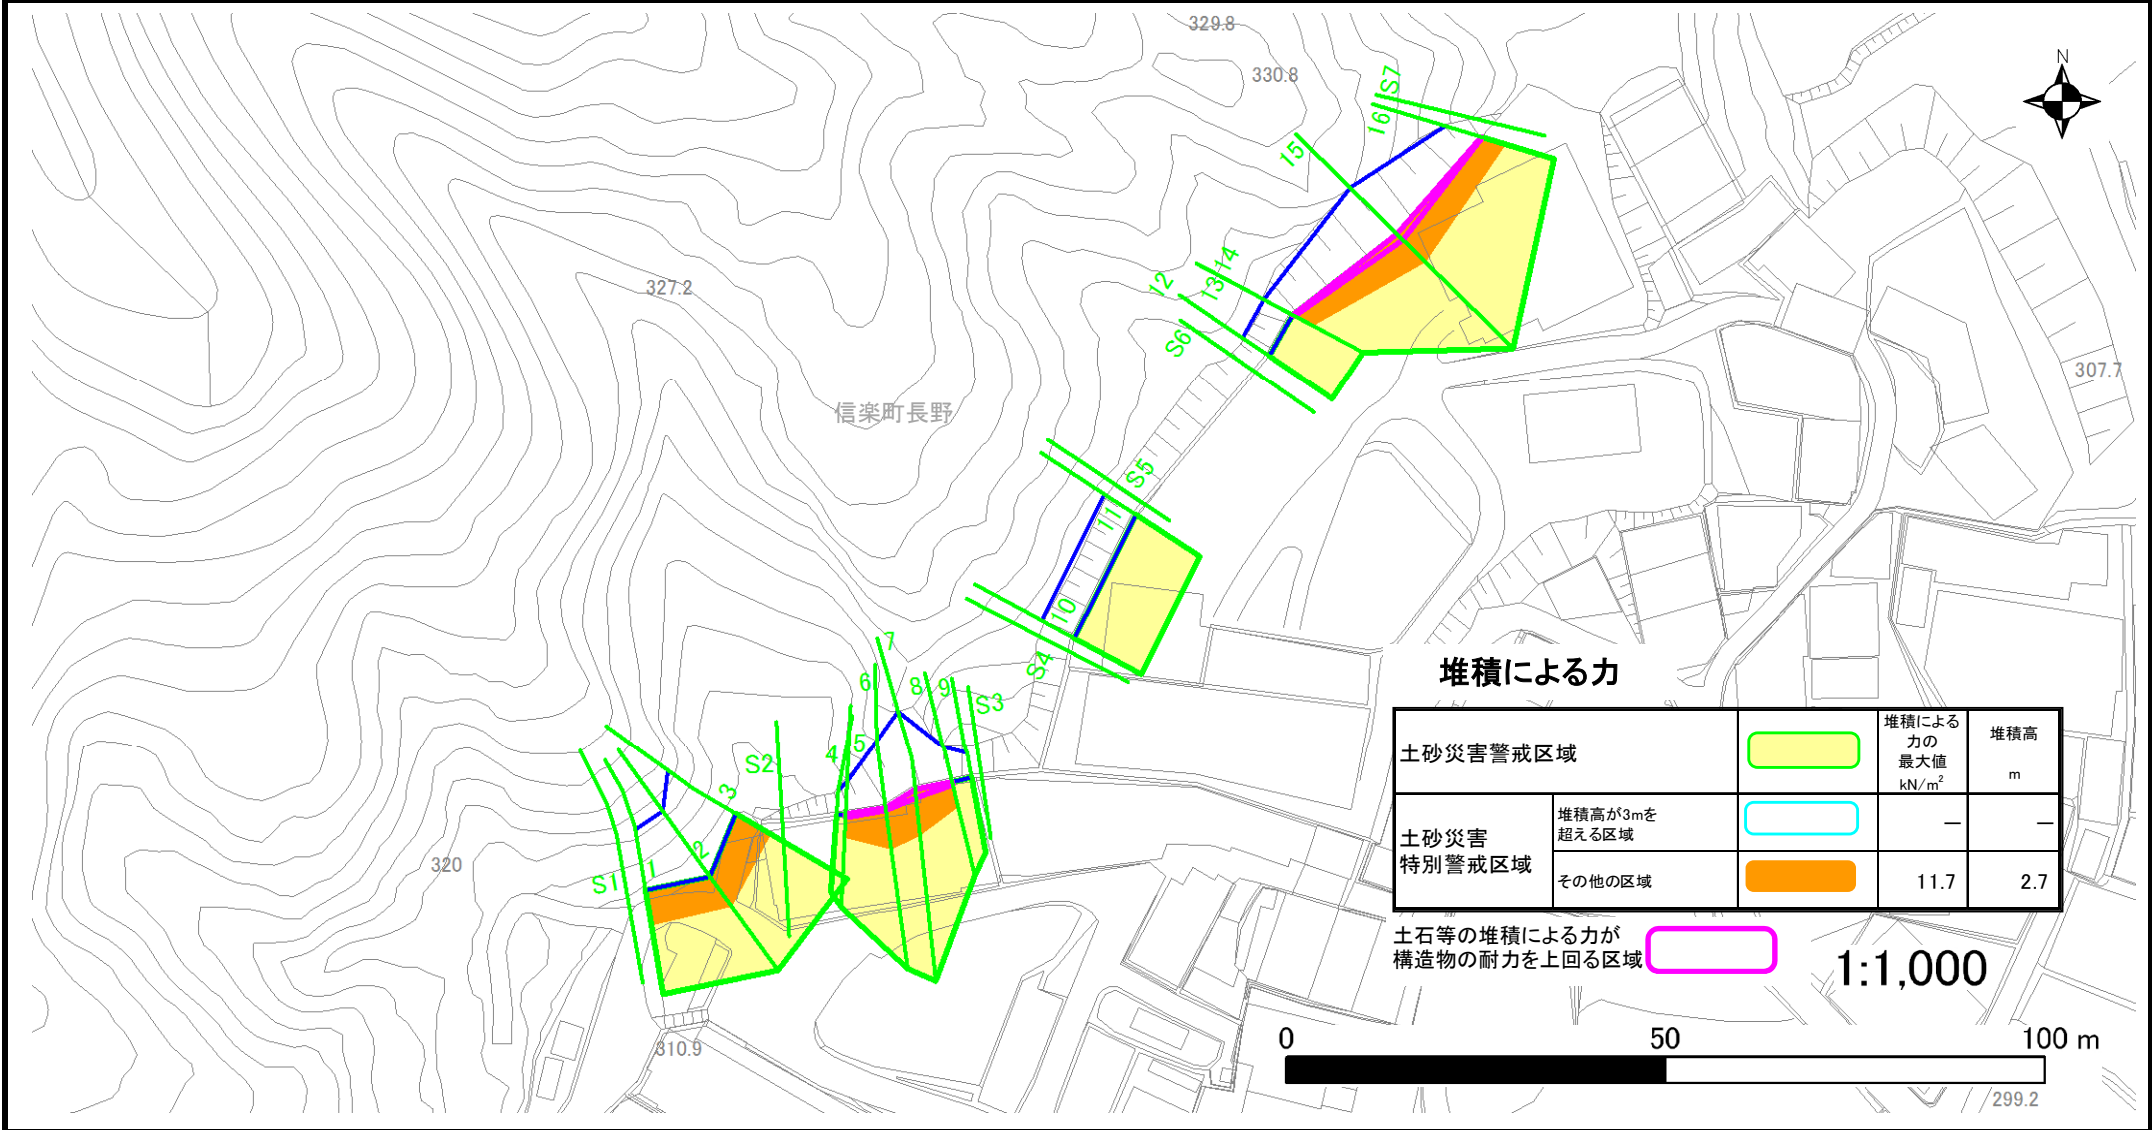 329.8
330.8
N
S7
16
15
14
13
12
S6
327.2
307.7
信楽町長野
S5
11
10
S4
7
6
8
9
S3
5
4
S2
3
2
1
S1
320
310.9
堆積による力
土砂災害警戒区域
堆積による
力の
最大値
kN/m²
堆積高
m
土砂災害
特別警戒区域
堆積高が3mを
超える区域
―
―
その他の区域
11.7
2.7
土石等の堆積による力が
構造物の耐力を上回る区域
1:1,000
0
50
100 m
299.2